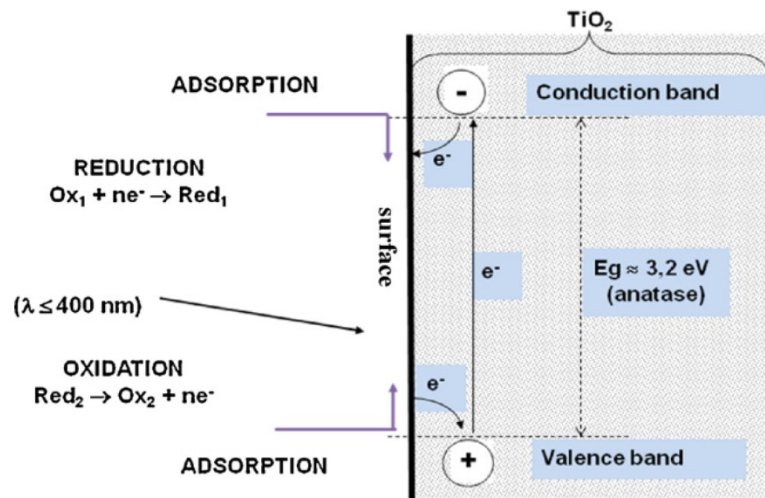 TiO₂
ADSORPTION
-
Conduction band
e⁻
REDUCTION
Ox₁ + ne⁻ → Red₁
surface
e⁻
Eg ≈ 3,2 eV
(anatase)
(λ ≤ 400 nm)
OXIDATION
Red₂ → Ox₂ + ne⁻
e⁻
ADSORPTION
+
Valence band